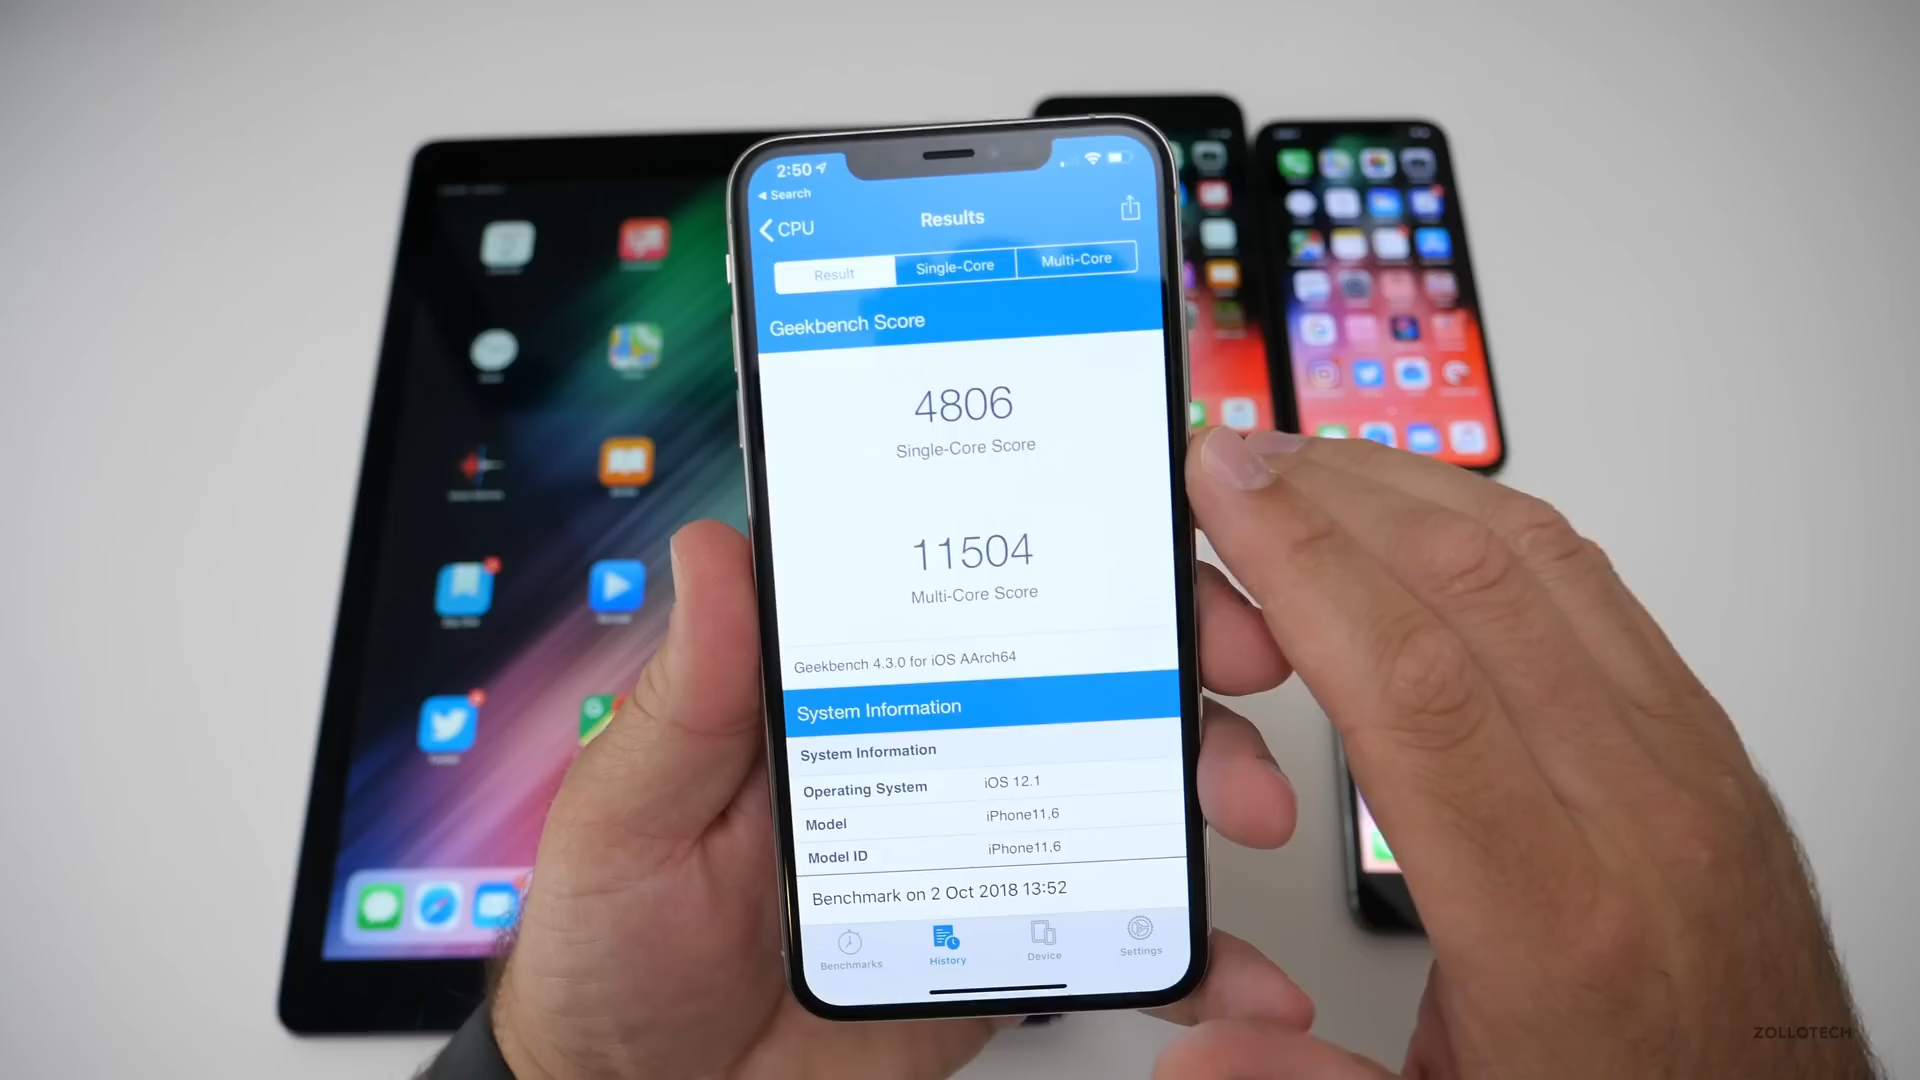 2:50
Search
CPU
Results
Result
Single-Core
Multi-Core
Geekbench Score
4806
Single-Core Score
11504
Multi-Core Score
Geekbench 4.3.0 for iOS AArch64
System Information
System Information
Operating System iOS 12.1
Model iPhone11,6
Model ID iPhone11,6
Benchmark on 2 Oct 2018 13:52
Benchmarks
History
Device
Settings
ZOLLOTECH